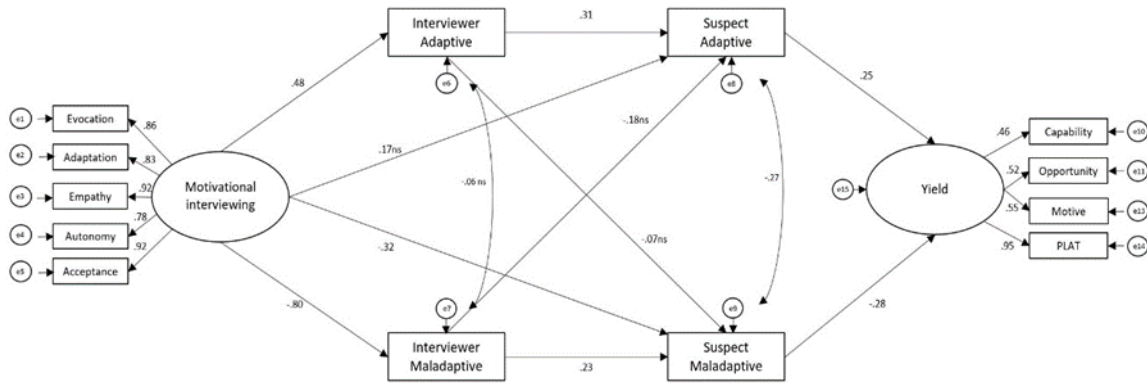 Interviewer
Adaptive
.31
Suspect
Adaptive
e6
e8
.48
.25
e1
Evocation
.86
-.18ns
.46
Capability
e10
e2
Adaptation
.83
.17ns
.52
Opportunity
e11
e3
Empathy
.92
Motivational
interviewing
-.06 ns
-.27
e15
Yield
.55
Motive
e13
e4
Autonomy
.78
-.32
-.07ns
.95
PLAT
e14
e5
Acceptance
.92
-.80
-.28
e7
e9
Interviewer
Maladaptive
.23
Suspect
Maladaptive